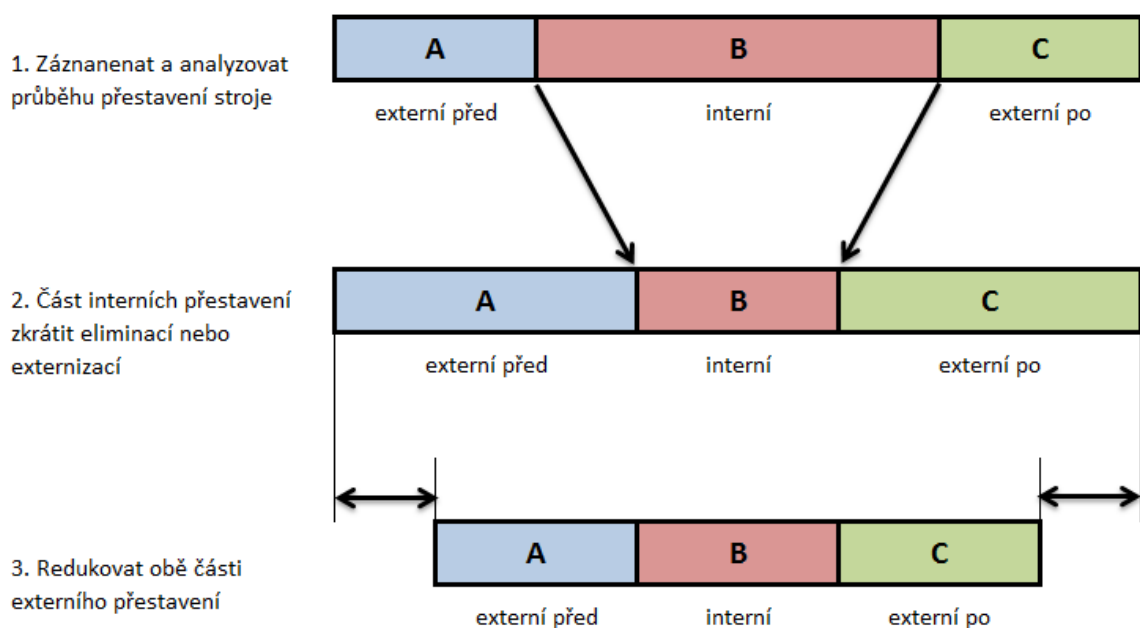 A B C
1. Záznanenat a analyzovat
průběhu přestavení stroje
externí před interní externí po
2. Část interních přestavení
zkrátit eliminací nebo
externizací
A B C
externí před interní externí po
3. Redukovat obě části
externího přestavení
A B C
externí před interní externí po